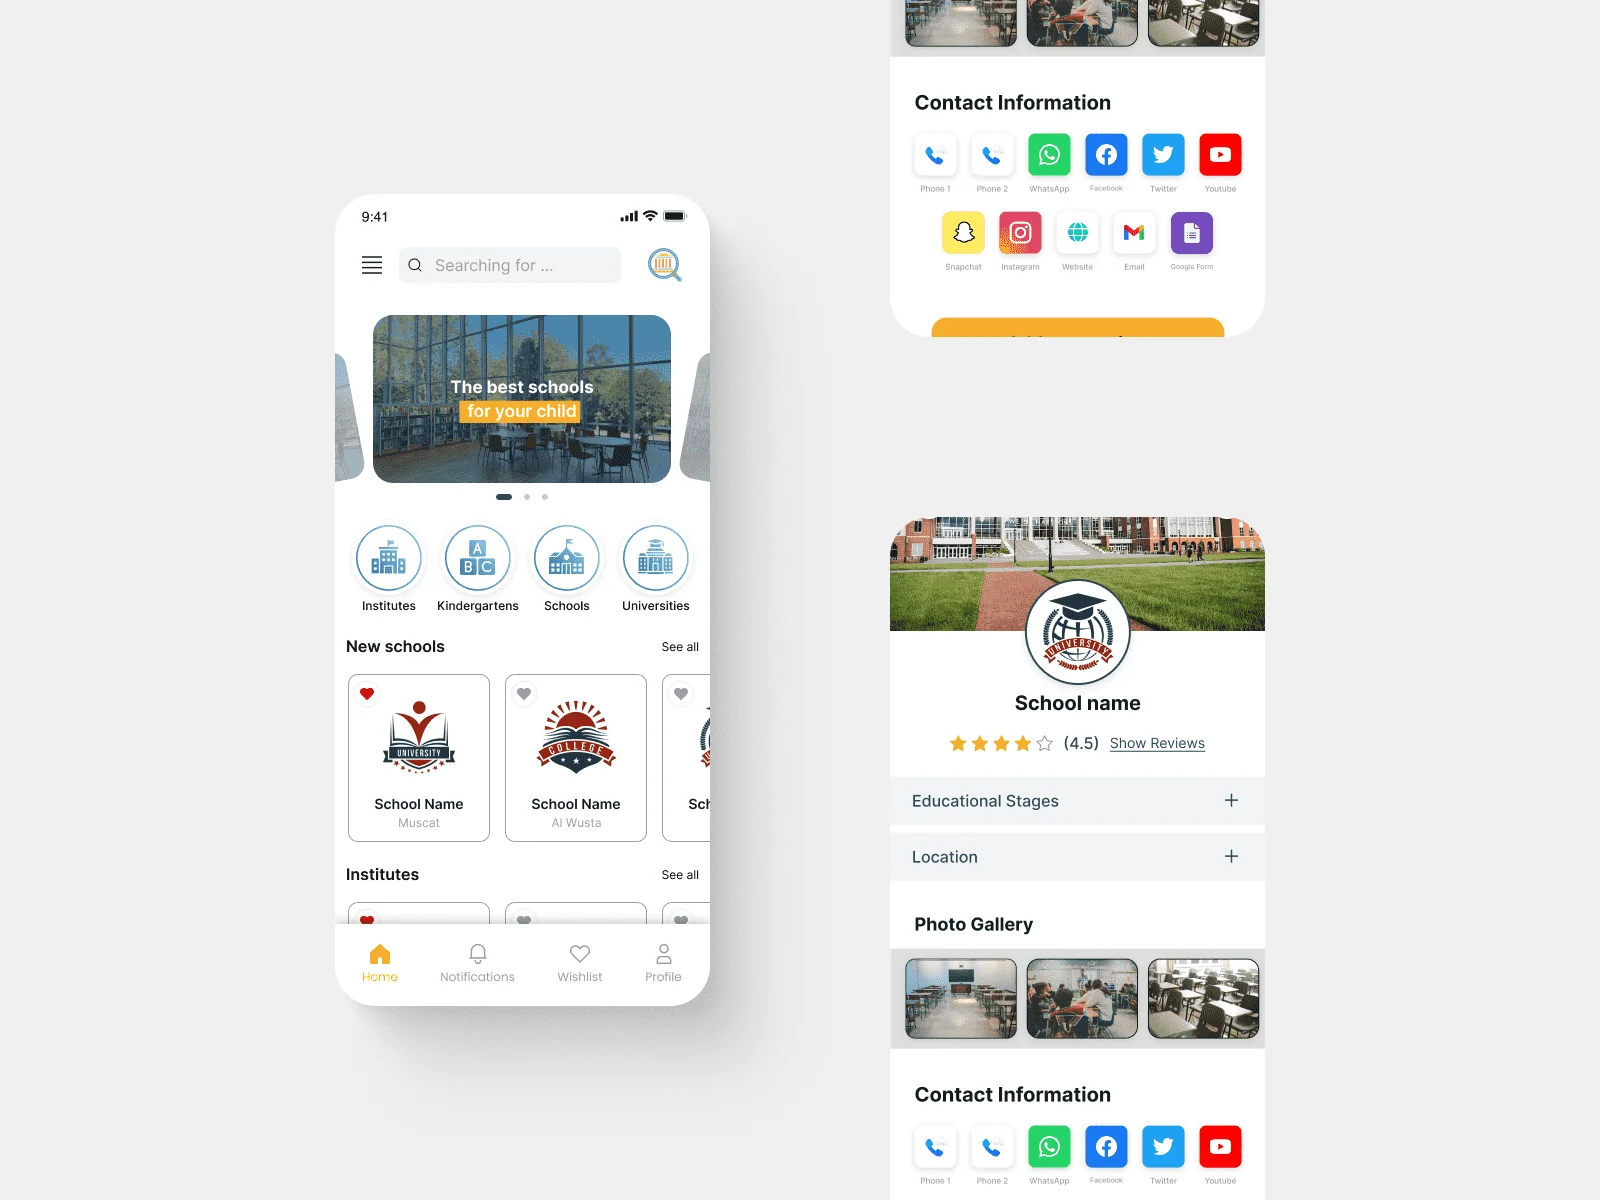 9:41
Searching for ...
The best schools
for your child
A
B C
Institutes
Kindergartens
Schools
Universities
New schools
See all
UNIVERSITY
School Name
Muscat
COLLEGE
School Name
Al Wusta
Sch
Institutes
See all
Home
Notifications
Wishlist
Profile
Contact Information
Phone 1
Phone 2
WhatsApp
Facebook
Twitter
Youtube
Snapchat
Instagram
Website
Email
Google Form
UNIVERSITY
School name
(4.5)
Show Reviews
Educational Stages
Location
Photo Gallery
Contact Information
Phone 1
Phone 2
WhatsApp
Facebook
Twitter
Youtube